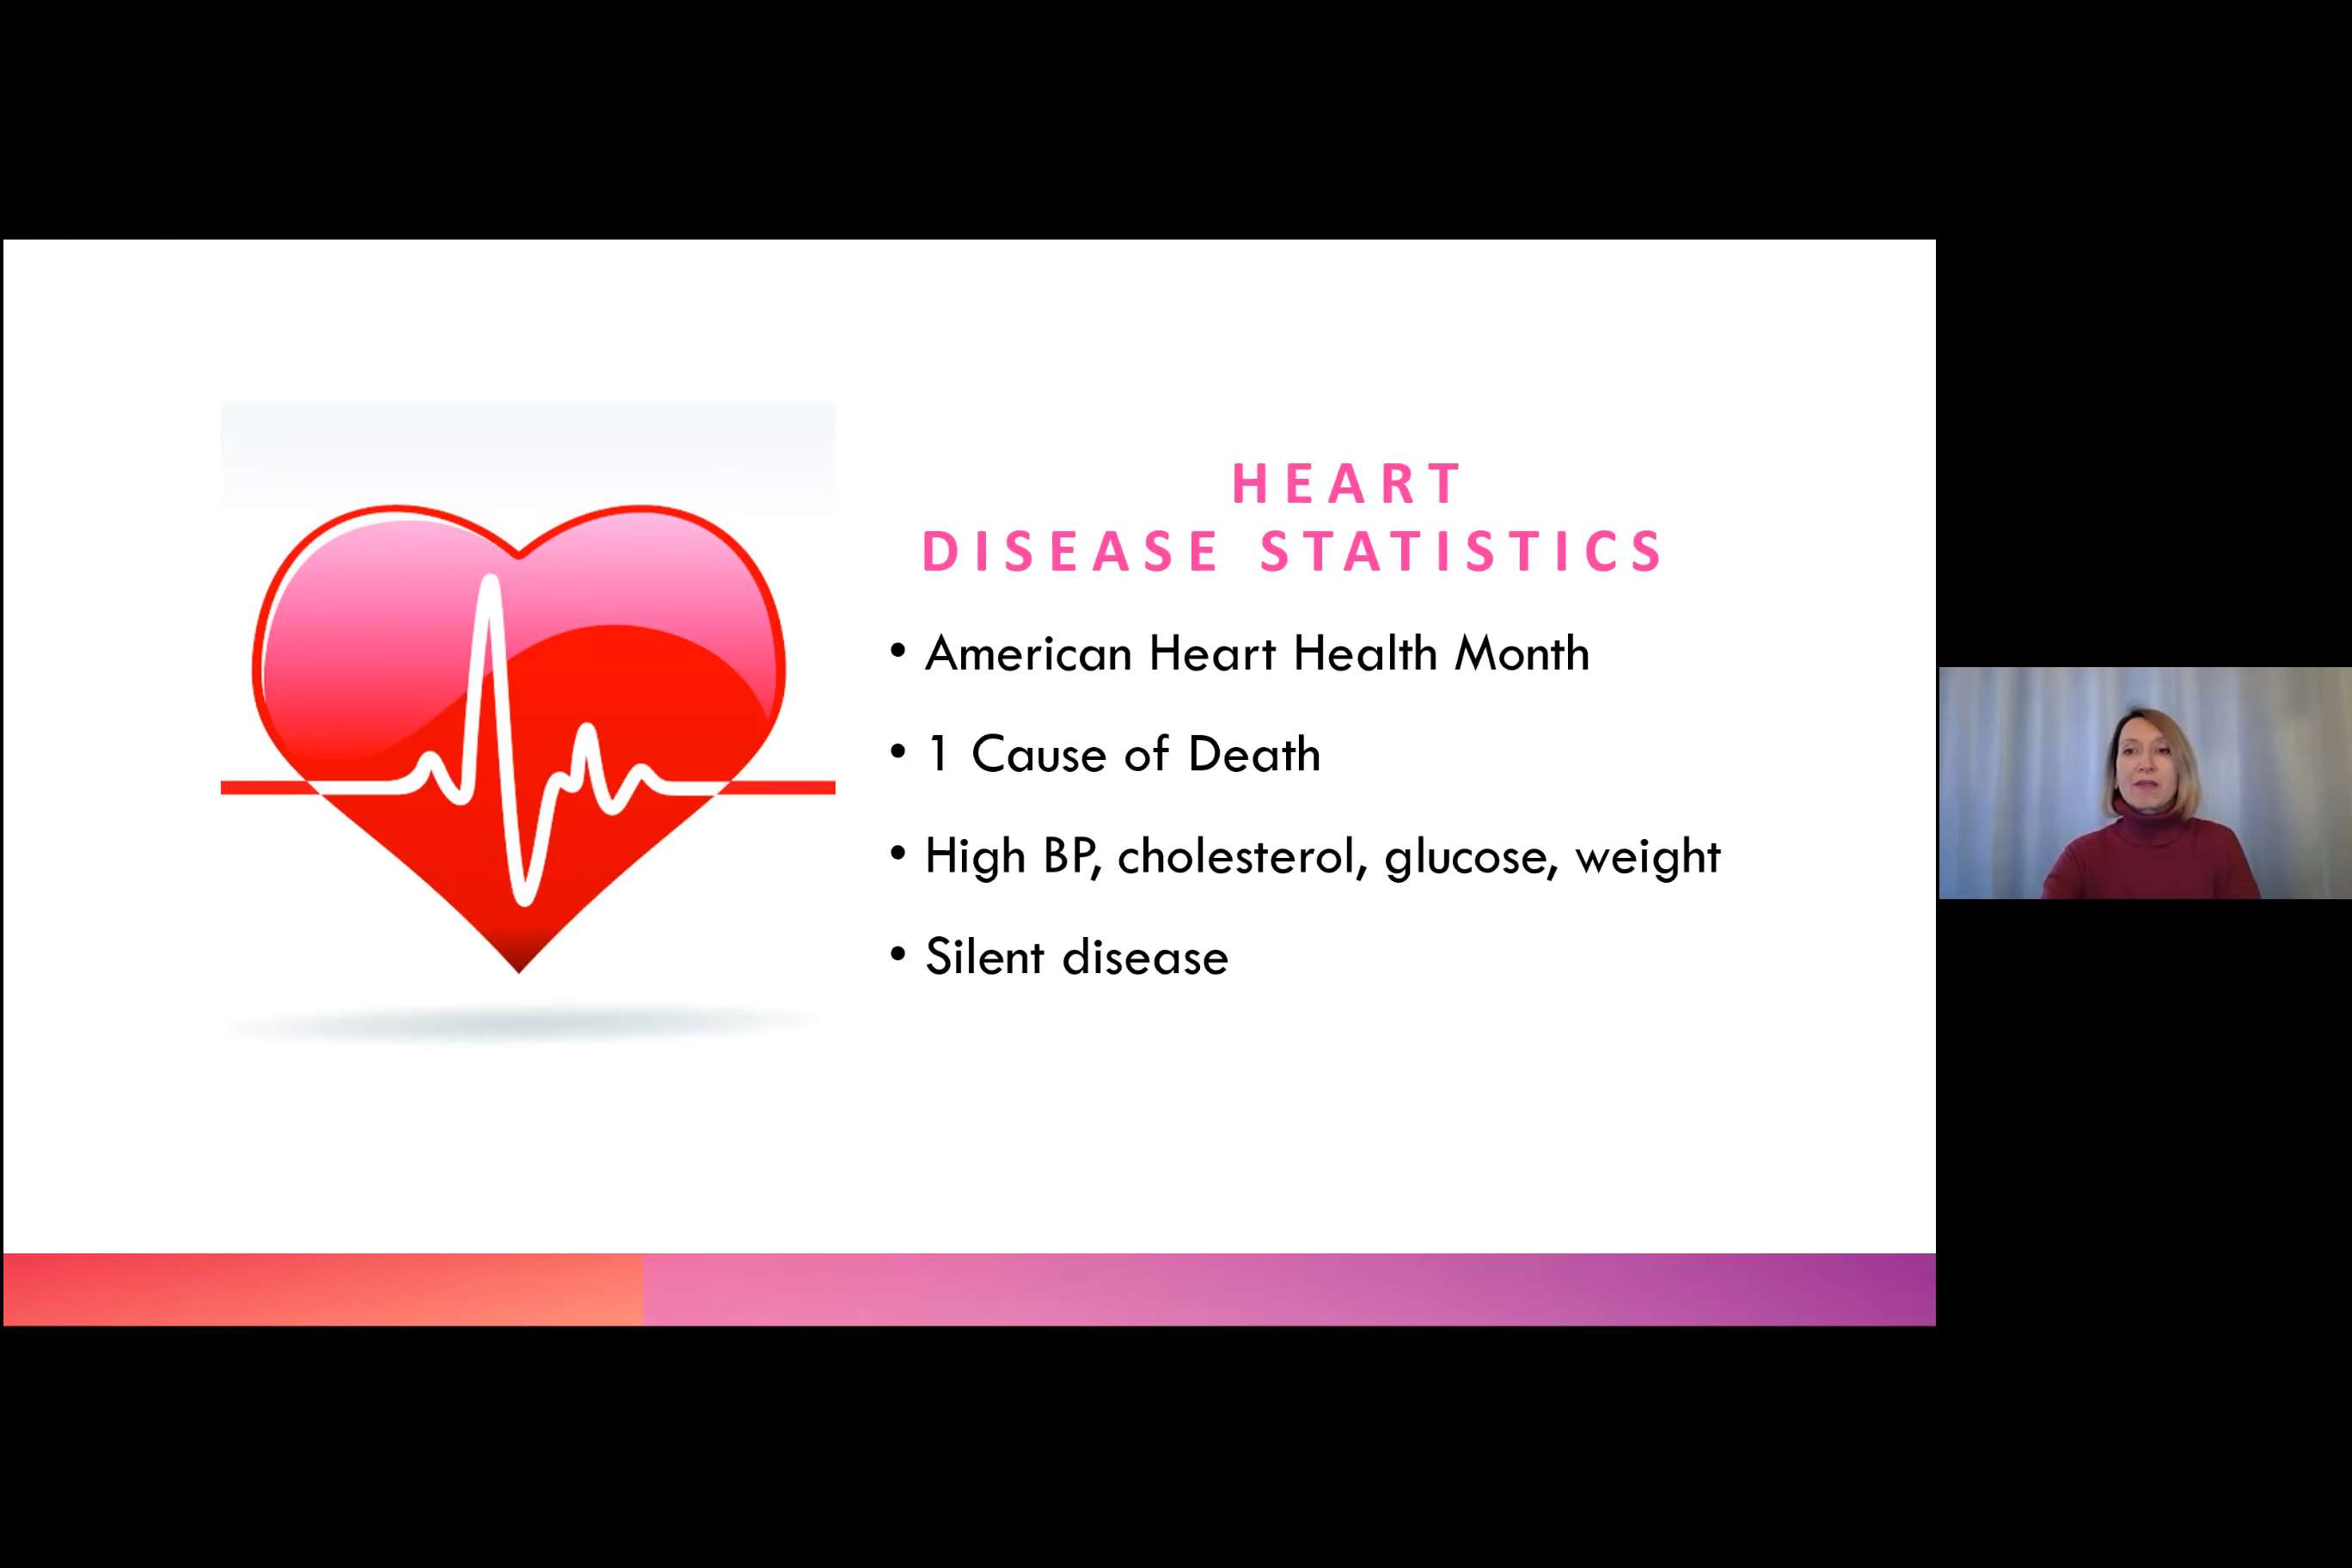 HEART
DISEASE STATISTICS
• American Heart Health Month
• 1 Cause of Death
• High BP, cholesterol, glucose, weight
• Silent disease